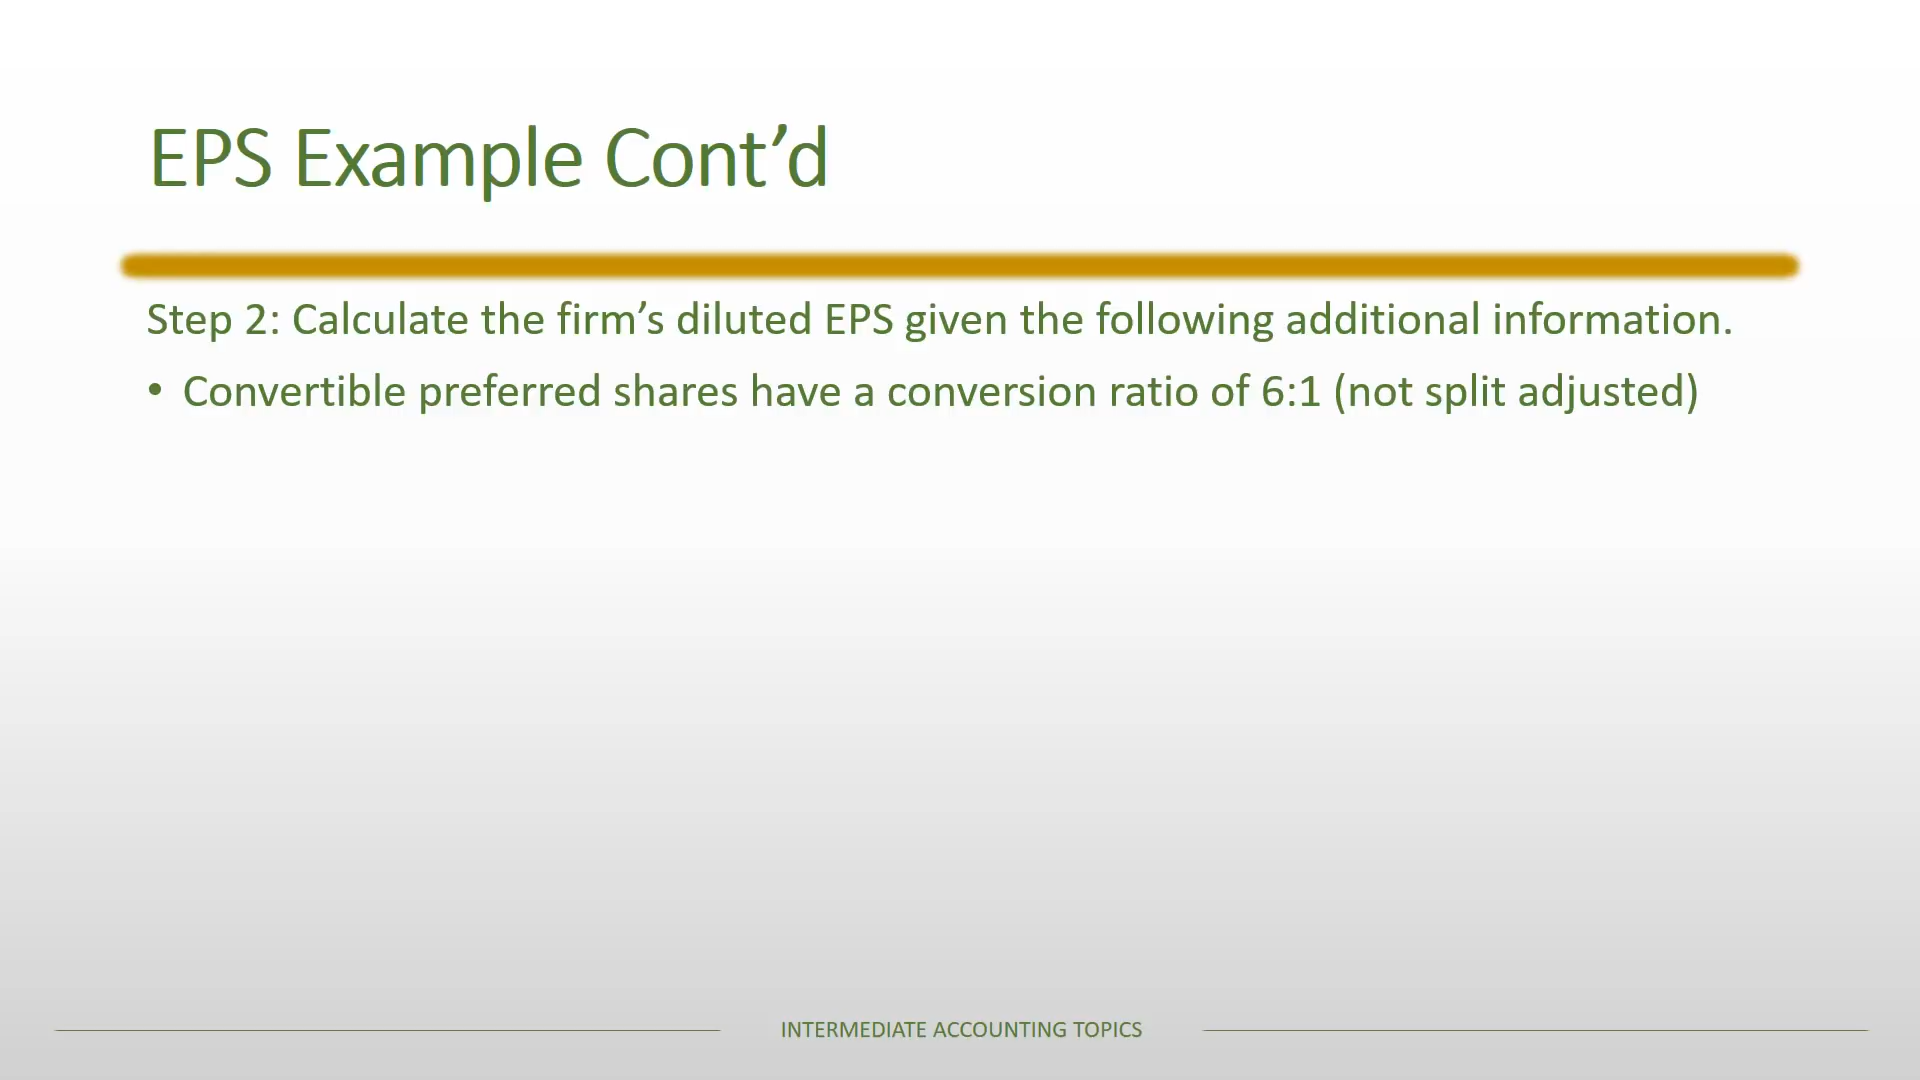 EPS Example Cont’d
Step 2: Calculate the firm’s diluted EPS given the following additional information.
• Convertible preferred shares have a conversion ratio of 6:1 (not split adjusted)
INTERMEDIATE ACCOUNTING TOPICS